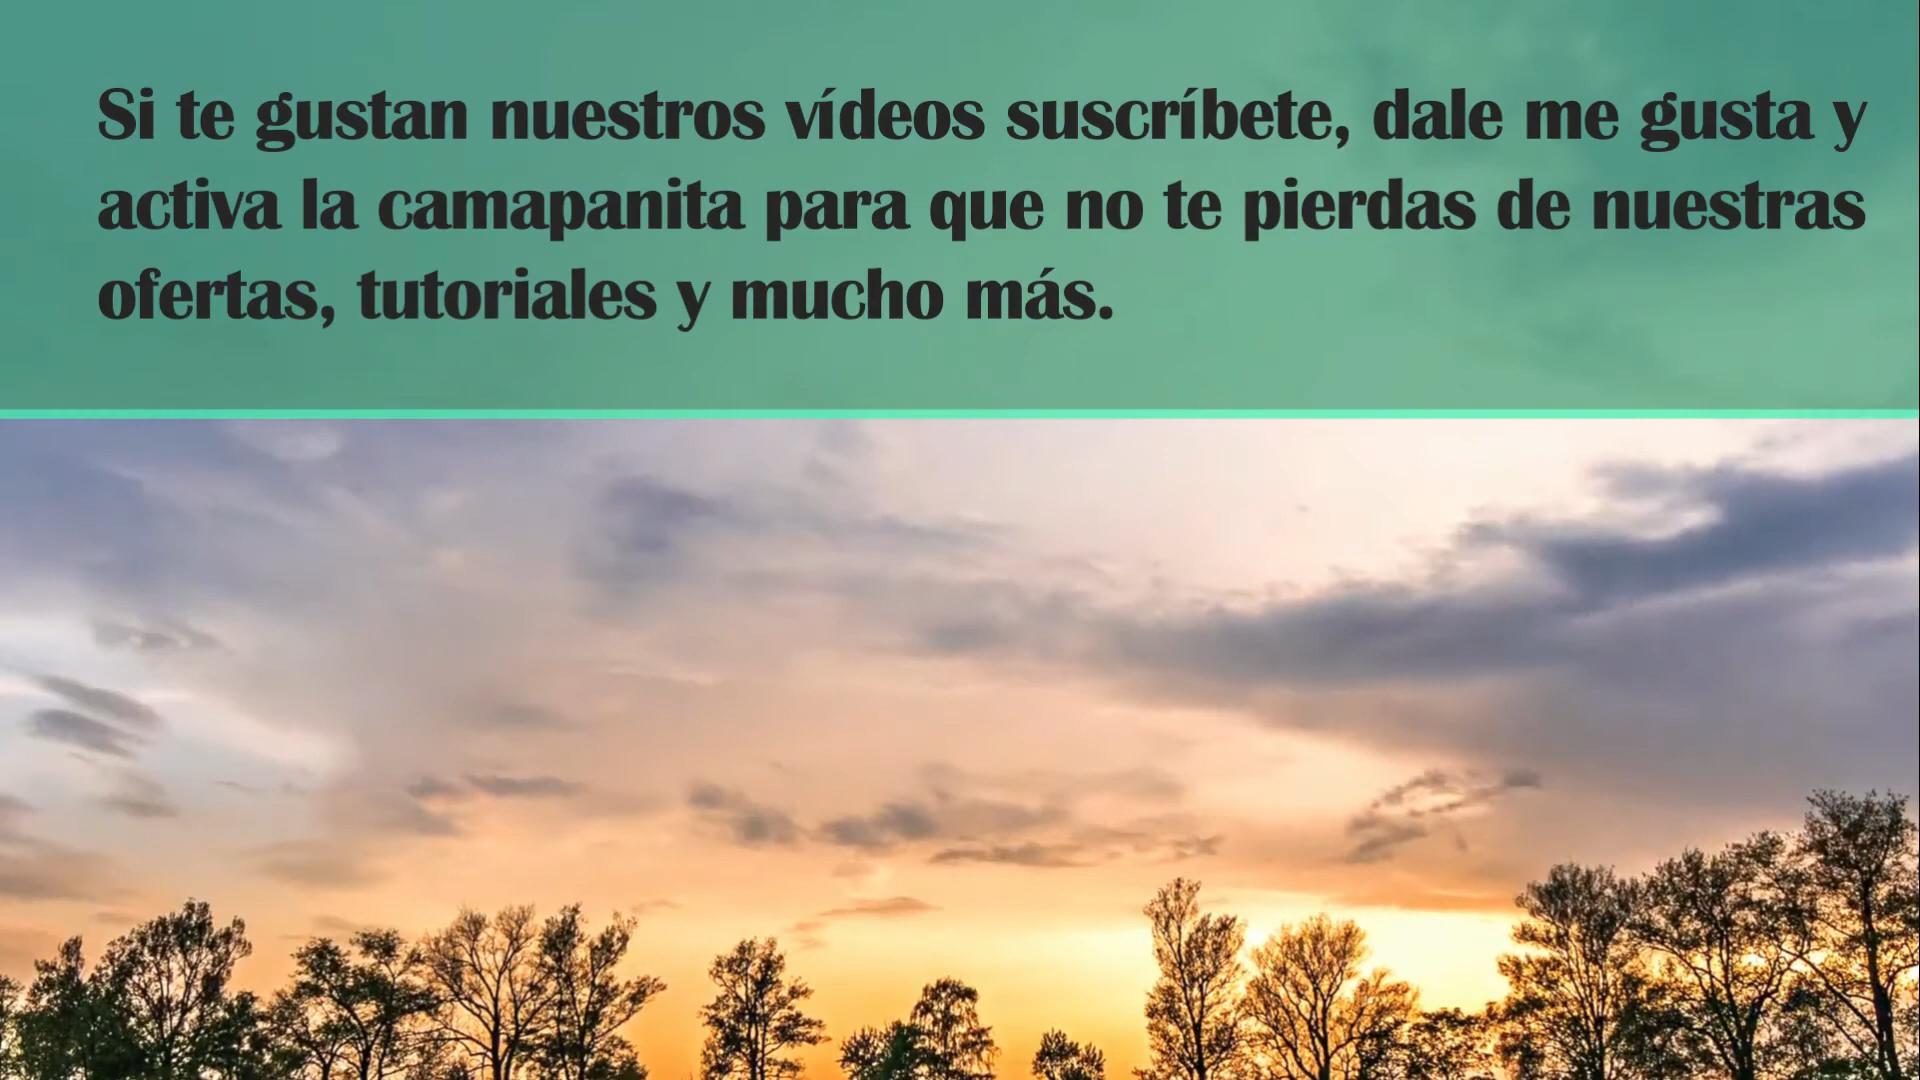 Si te gustan nuestros vídeos suscríbete, dale me gusta y
activa la camapanita para que no te pierdas de nuestras
ofertas, tutoriales y mucho más.